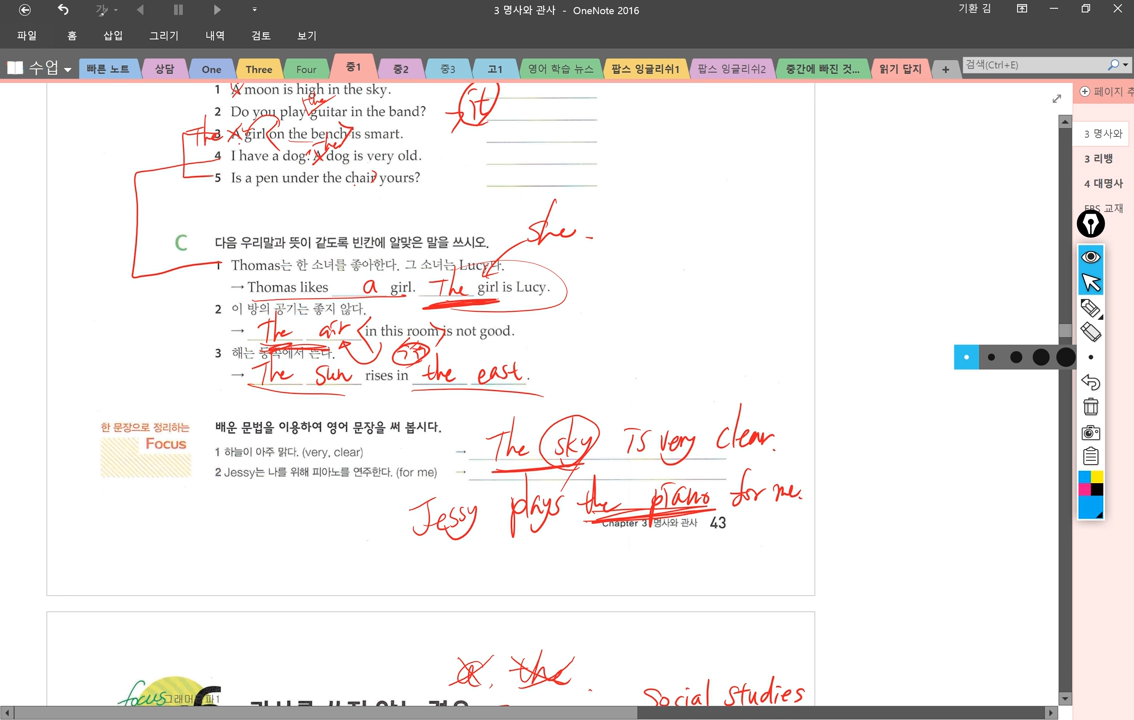 3 명사와 관사 - OneNote 2016
기환 김
파일 홈 삽입 그리기 내역 검토 보기
수업 빠른 노트 상담 One Three Four 중1 중2 중3 고1 영어 학습 뉴스 팝스 잉글리쉬1 팝스 잉글리쉬2 중간에 빠진 것... 읽기 답지 + 검색(Ctrl+E)
페이지 추
3 명사와
3 리뱅
4 대명사
EBS 교재
1 A moon is high in the sky.
the
it
2 Do you play guitar in the band?
The
3 A girl on the bench is smart.
The
4 I have a dog. A dog is very old.
5 Is a pen under the chair yours?
she.
C 다음 우리말과 뜻이 같도록 빈칸에 알맞은 말을 쓰시오.
1 Thomas는 한 소녀를 좋아한다. 그 소녀는 Lucy다.
→ Thomas likes a girl. The girl is Lucy.
2 이 방의 공기는 좋지 않다.
→ The air in this room is not good.
3 해는 동쪽에서 뜬다.
→ The sun rises in the east.
한 문장으로 정리하는
Focus
배운 문법을 이용하여 영어 문장을 써 봅시다.
1 하늘이 아주 맑다. (very, clear) →
The sky is very clear.
2 Jessy는 나를 위해 피아노를 연주한다. (for me) →
Jessy plays the piano for me.
Chapter 3 명사와 관사 43
a, the.
Social studies
focus